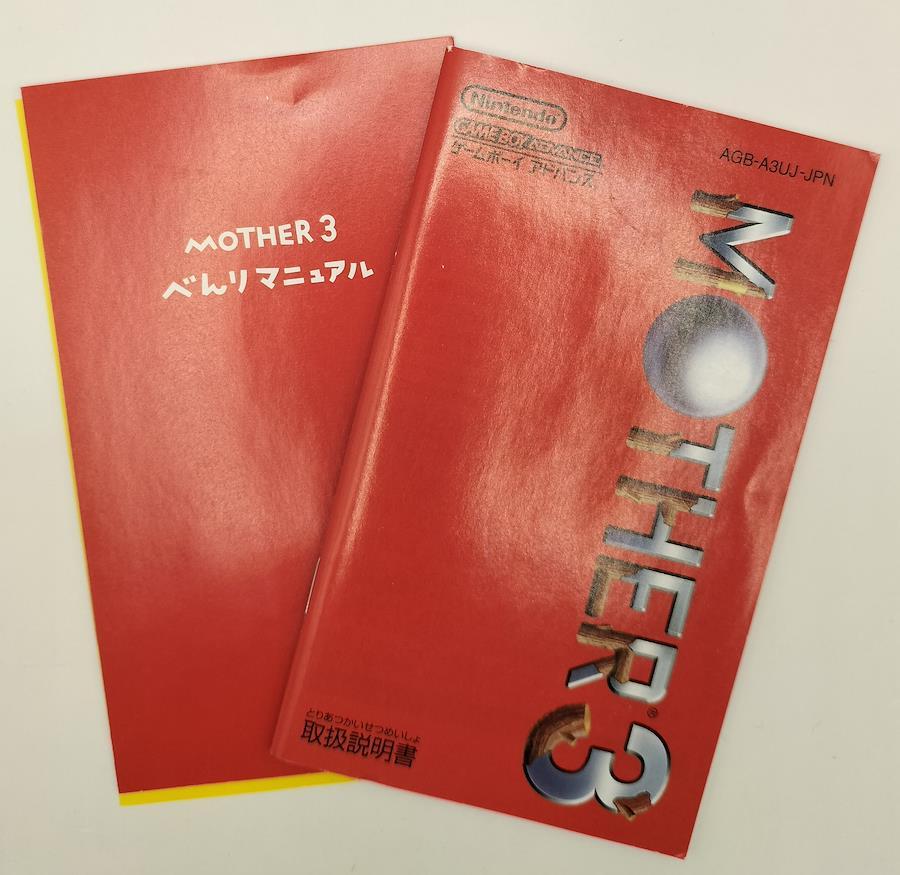 MOTHER 3
べんりマニュアル
Nintendo
GAME BOY ADVANCE
ゲームボーイ アドバンス
AGB-A3UJ-JPN
MOTHER 3®
とりあつかいせつめいしょ
取扱説明書